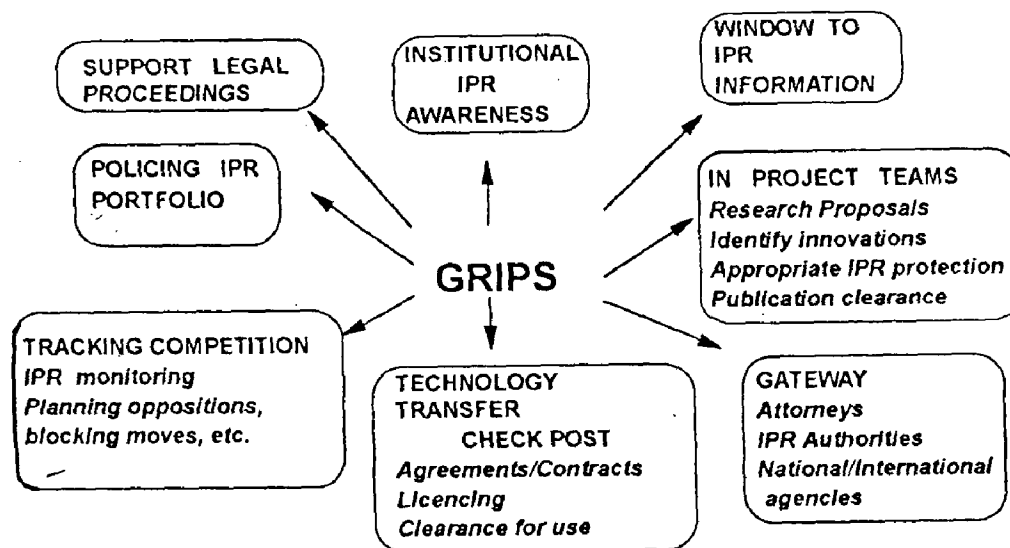 SUPPORT LEGAL
PROCEEDINGS
INSTITUTIONAL
IPR
AWARENESS
WINDOW TO
IPR
INFORMATION
POLICING IPR
PORTFOLIO
IN PROJECT TEAMS
Research Proposals
Identify innovations
Appropriate IPR protection
Publication clearance
GRIPS
TRACKING COMPETITION
IPR monitoring
Planning oppositions,
blocking moves, etc.
TECHNOLOGY
TRANSFER
CHECK POST
Agreements/Contracts
Licencing
Clearance for use
GATEWAY
Attorneys
IPR Authorities
National/International
agencies